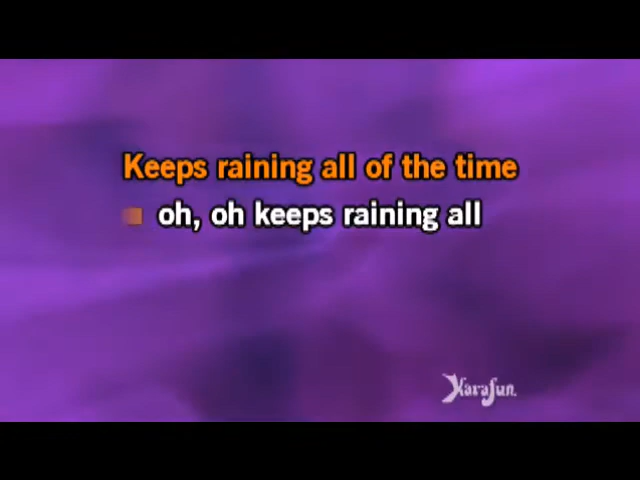 Keeps raining all of the time
oh, oh keeps raining all
KaraFun